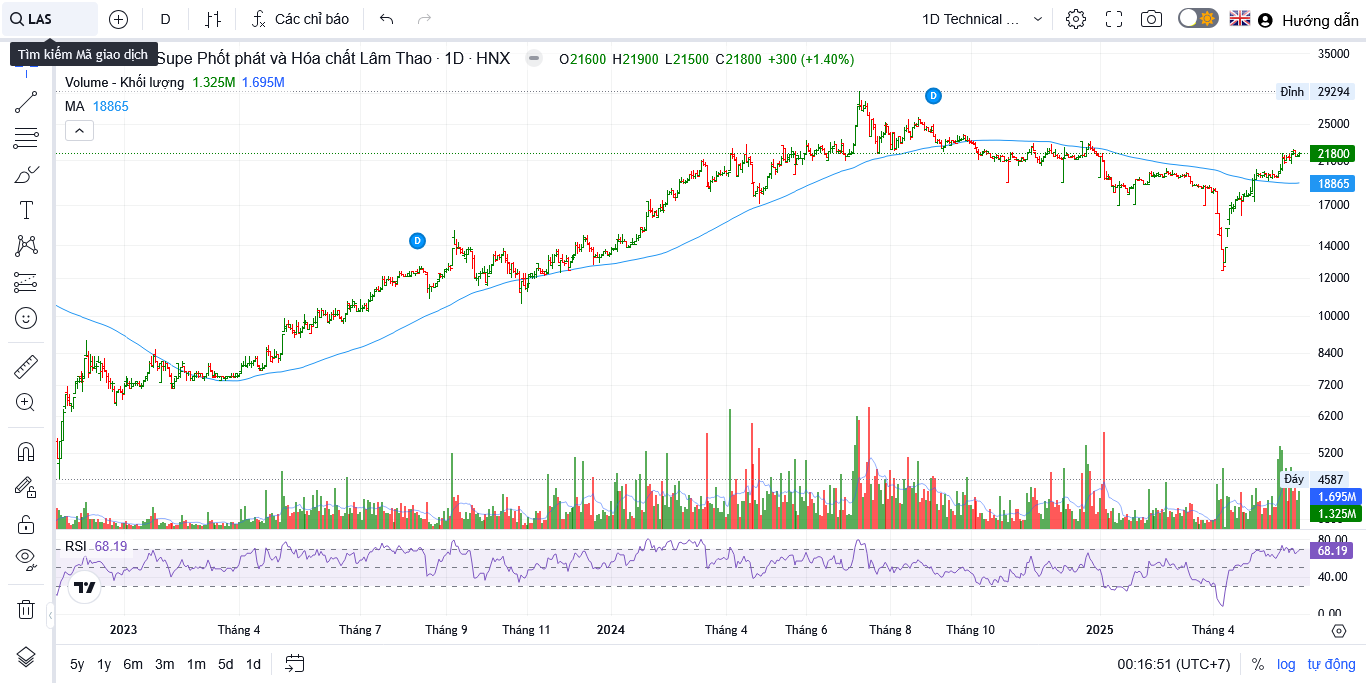 LAS D Các chỉ báo 1D Technical ... Hướng dẫn
Tìm kiếm Mã giao dịch
Supe Phốt phát và Hóa chất Lâm Thao · 1D · HNX O21600 H21900 L21500 C21800 +300 (+1.40%)
Volume - Khối lượng 1.325M 1.695M
MA 18865
35000
Đỉnh 29294
25000
21800
21000
18865
17000
14000
12000
10000
8400
7200
6200
5200
Đáy 4587
1.695M
1.325M
D
D
RSI 68.19
80.00
68.19
40.00
0.00
2023 Tháng 4 Tháng 7 Tháng 9 Tháng 11 2024 Tháng 4 Tháng 6 Tháng 8 Tháng 10 2025 Tháng 4
5y 1y 6m 3m 1m 5d 1d 00:16:51 (UTC+7) % log tự động